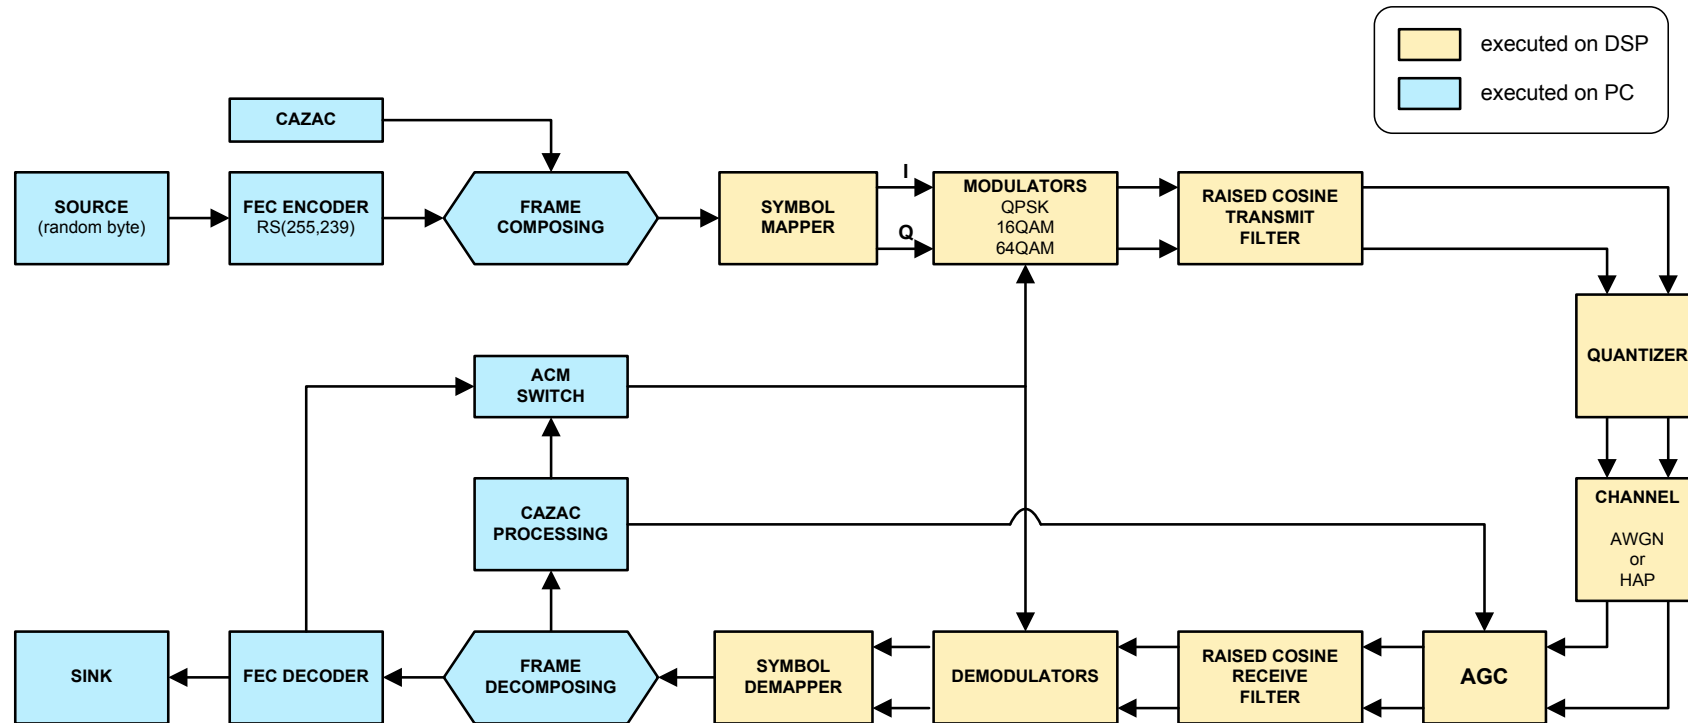 executed on DSP
executed on PC
CAZAC
SOURCE
(random byte)
FEC ENCODER
RS(255,239)
FRAME
COMPOSING
SYMBOL
MAPPER
I
Q
MODULATORS
QPSK
16QAM
64QAM
RAISED COSINE
TRANSMIT
FILTER
QUANTIZER
ACM
SWITCH
CAZAC
PROCESSING
CHANNEL
AWGN
or
HAP
SINK
FEC DECODER
FRAME
DECOMPOSING
SYMBOL
DEMAPPER
DEMODULATORS
RAISED COSINE
RECEIVE
FILTER
AGC